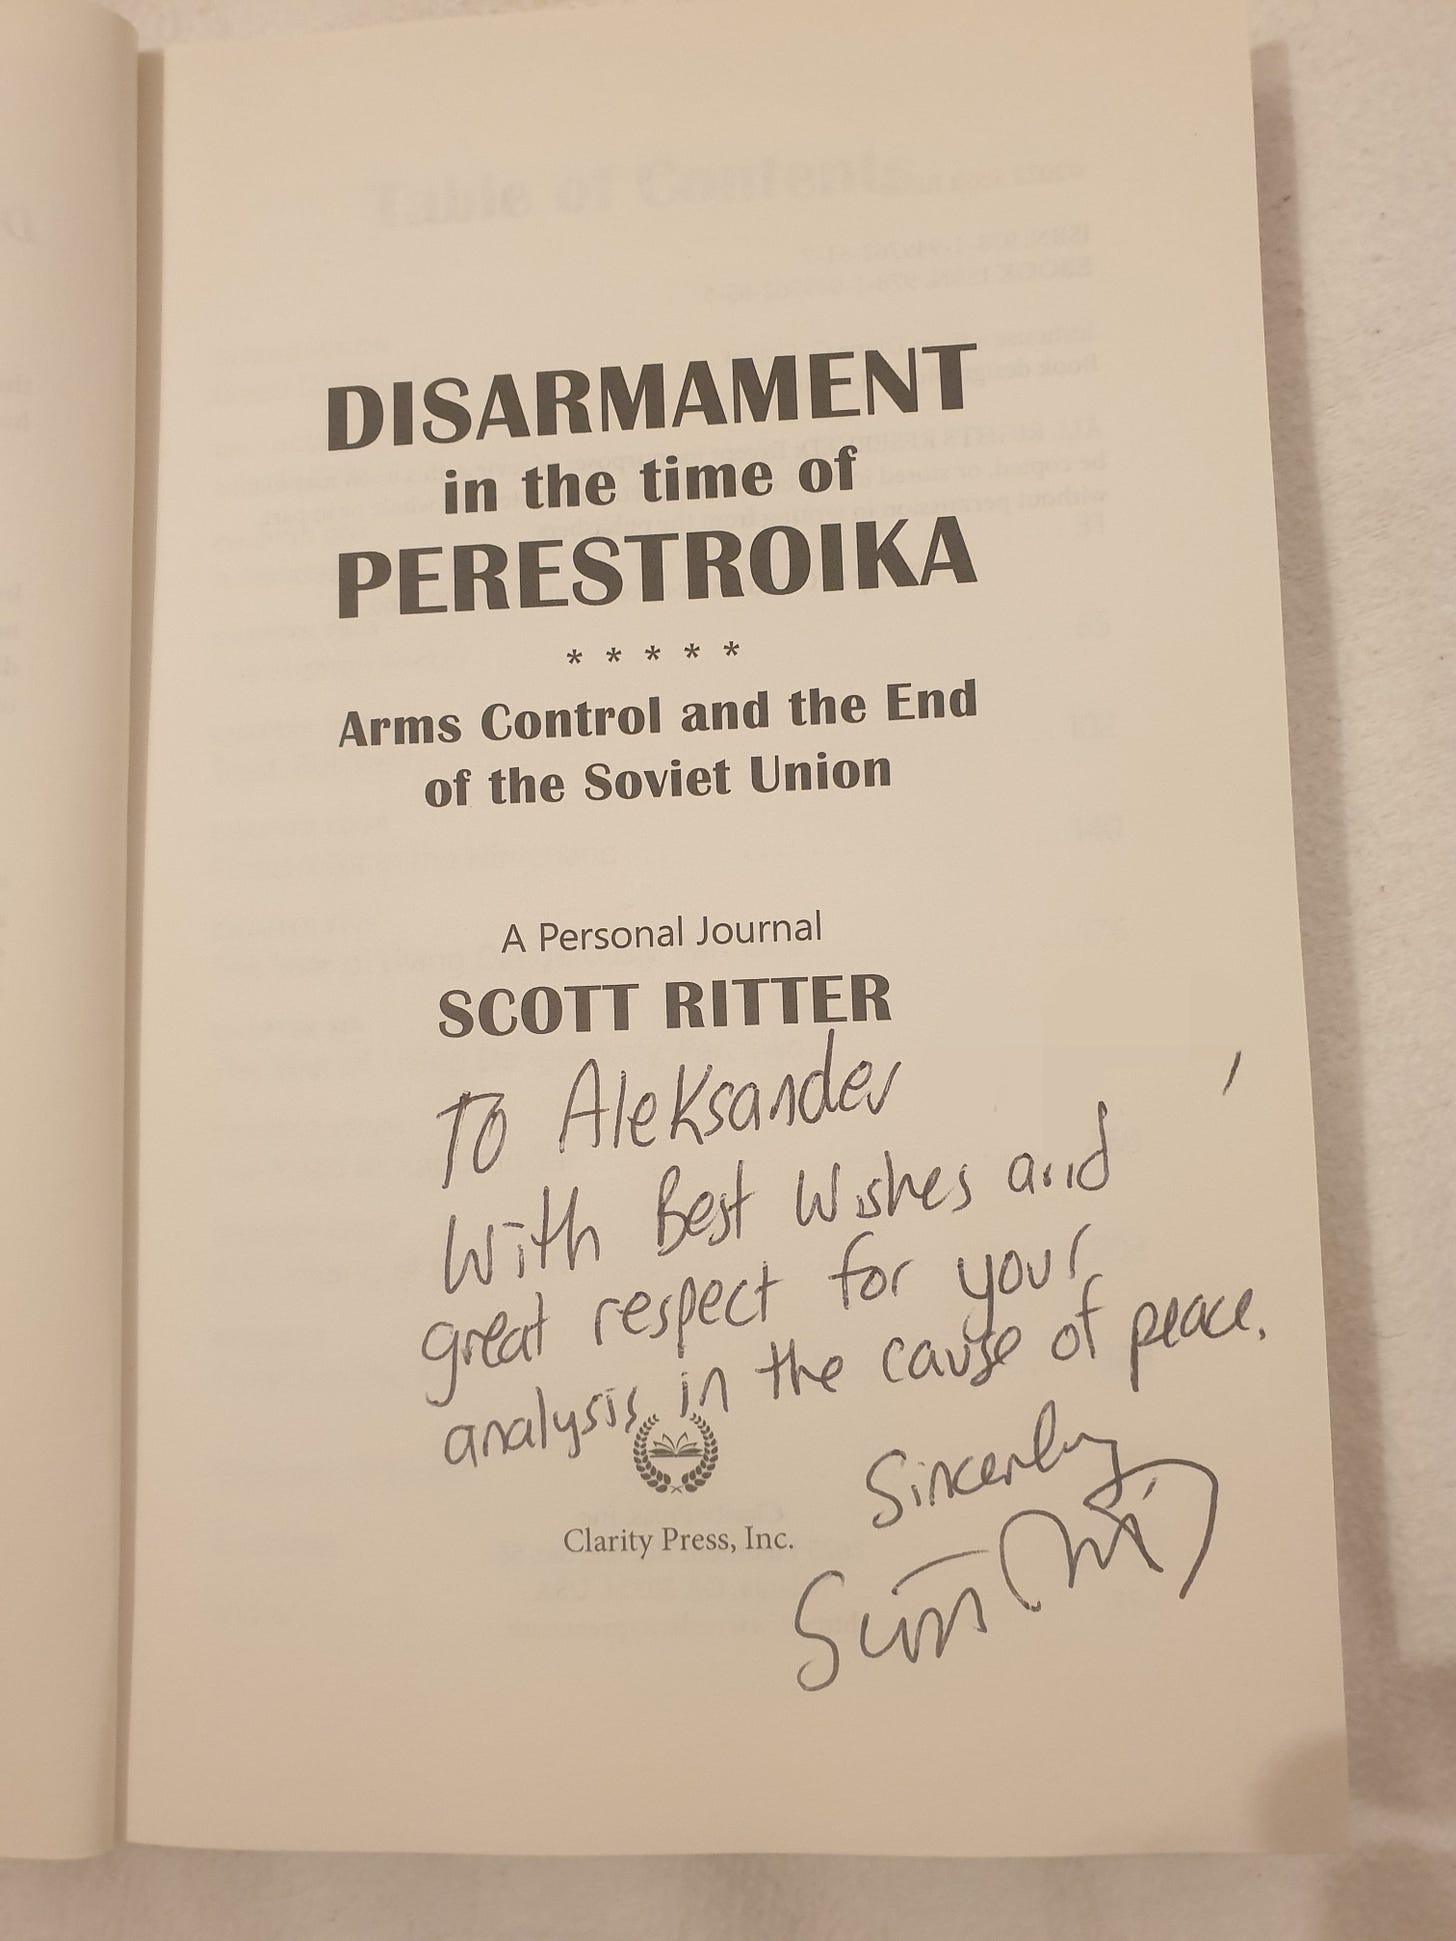 DISARMAMENT
in the time of
PERESTROIKA
* * * * *
Arms Control and the End
of the Soviet Union
A Personal Journal
SCOTT RITTER
To Aleksander
With Best Wishes and
great respect for your
analysis in the cause of peace.
Sincerely
Clarity Press, Inc.
Scott Ritter